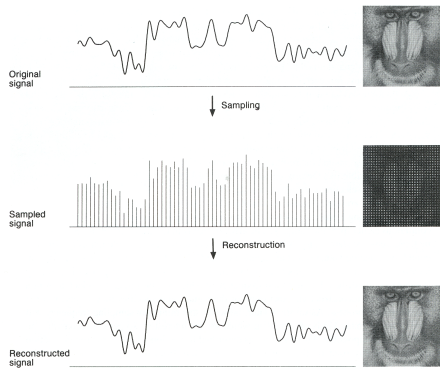 Original
signal
Sampling
Sampled
signal
Reconstruction
Reconstructed
signal